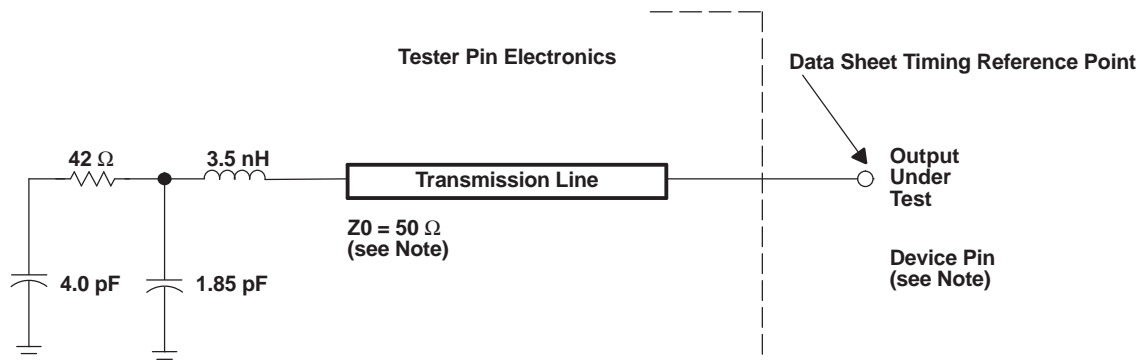 Tester Pin Electronics
Data Sheet Timing Reference Point
42 Ω
3.5 nH
Transmission Line
Output
Under
Test
Z0 = 50 Ω
(see Note)
Device Pin
(see Note)
4.0 pF
1.85 pF